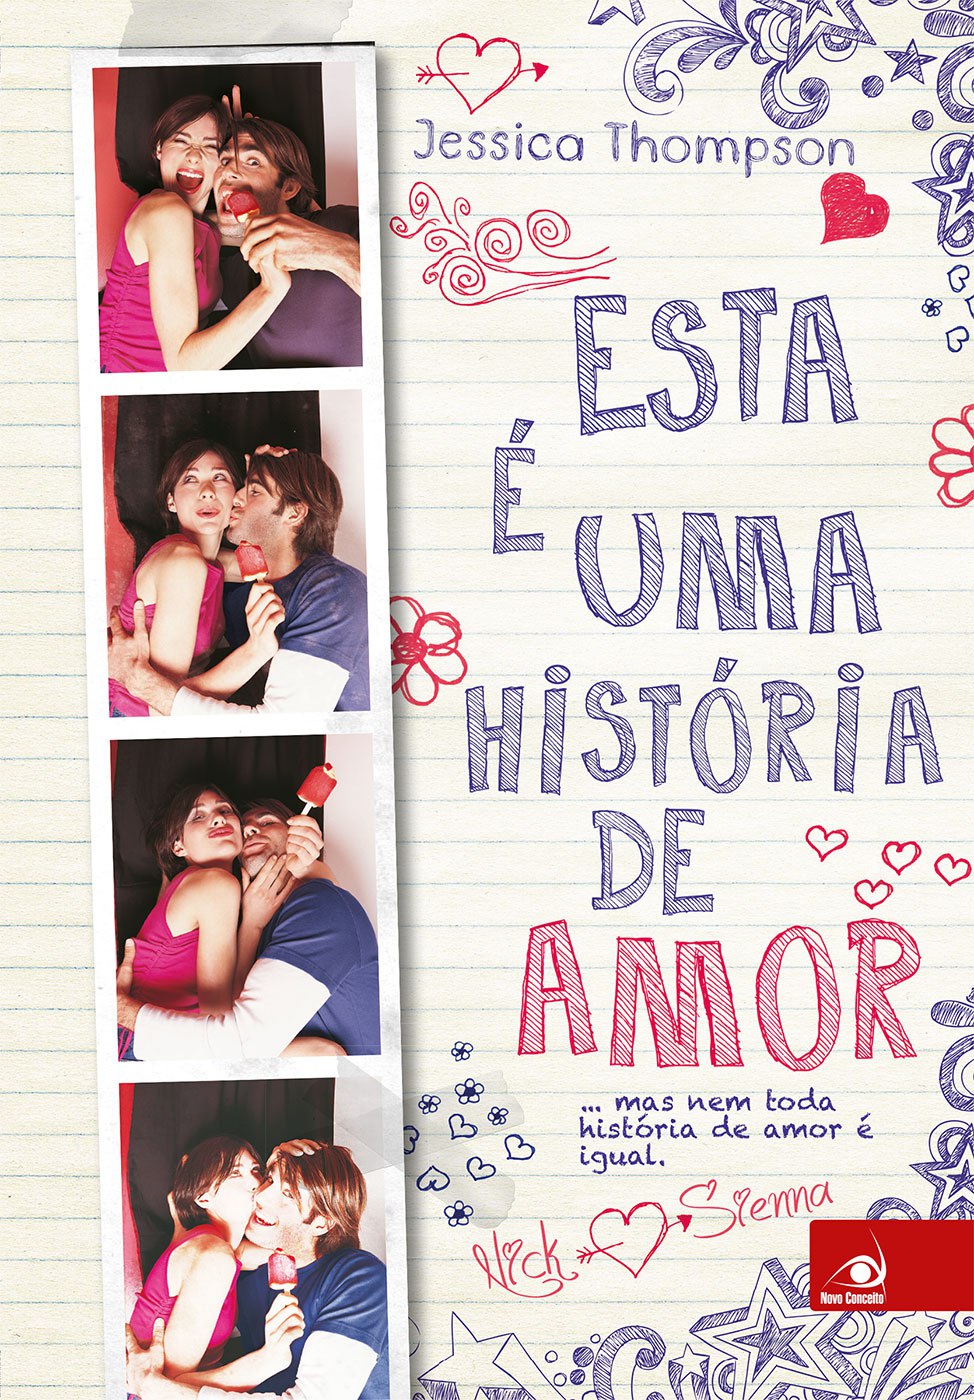 Jessica Thompson
ESTA
É UMA
HISTÓRIA
DE
AMOR
... mas nem toda
história de amor é
igual.
Nick Sienna
Novo Conceito